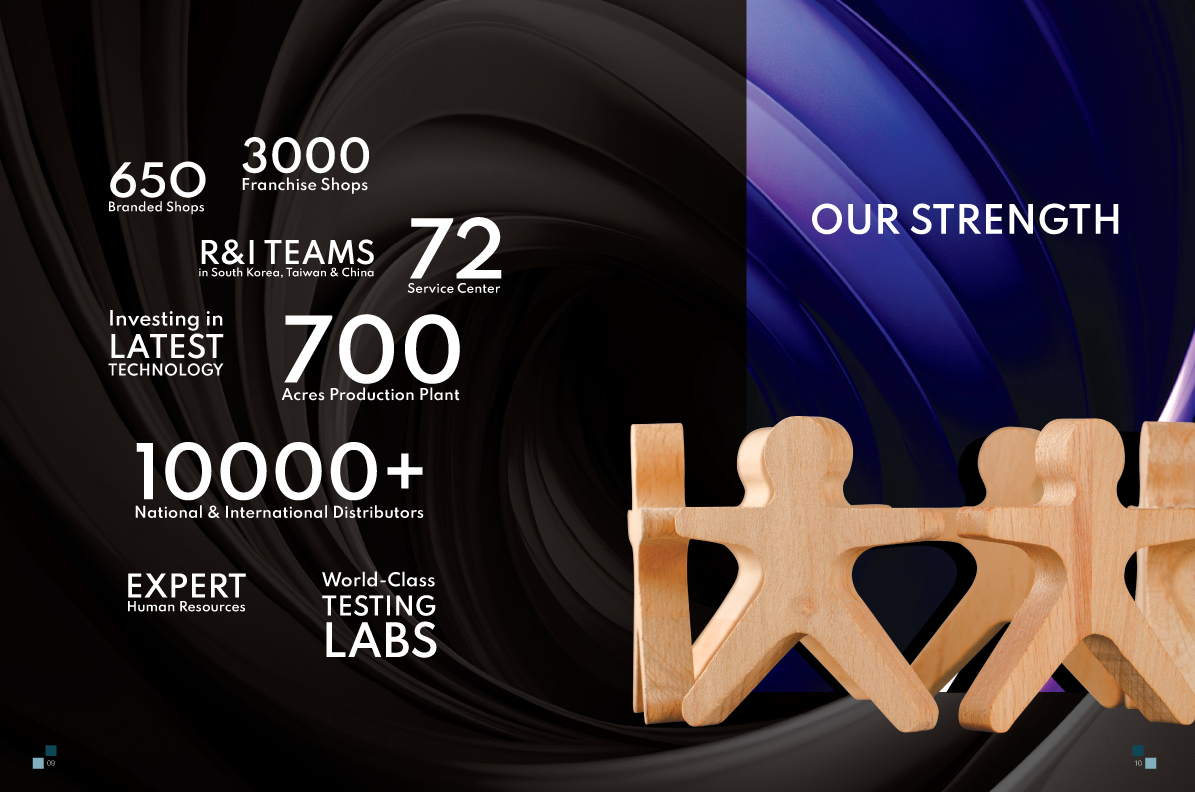 650
Branded Shops
3000
Franchise Shops
R&I TEAMS
in South Korea, Taiwan & China
72
Service Center
Investing in
LATEST
TECHNOLOGY
700
Acres Production Plant
10000+
National & International Distributors
EXPERT
Human Resources
World-Class
TESTING
LABS
09
OUR STRENGTH
10